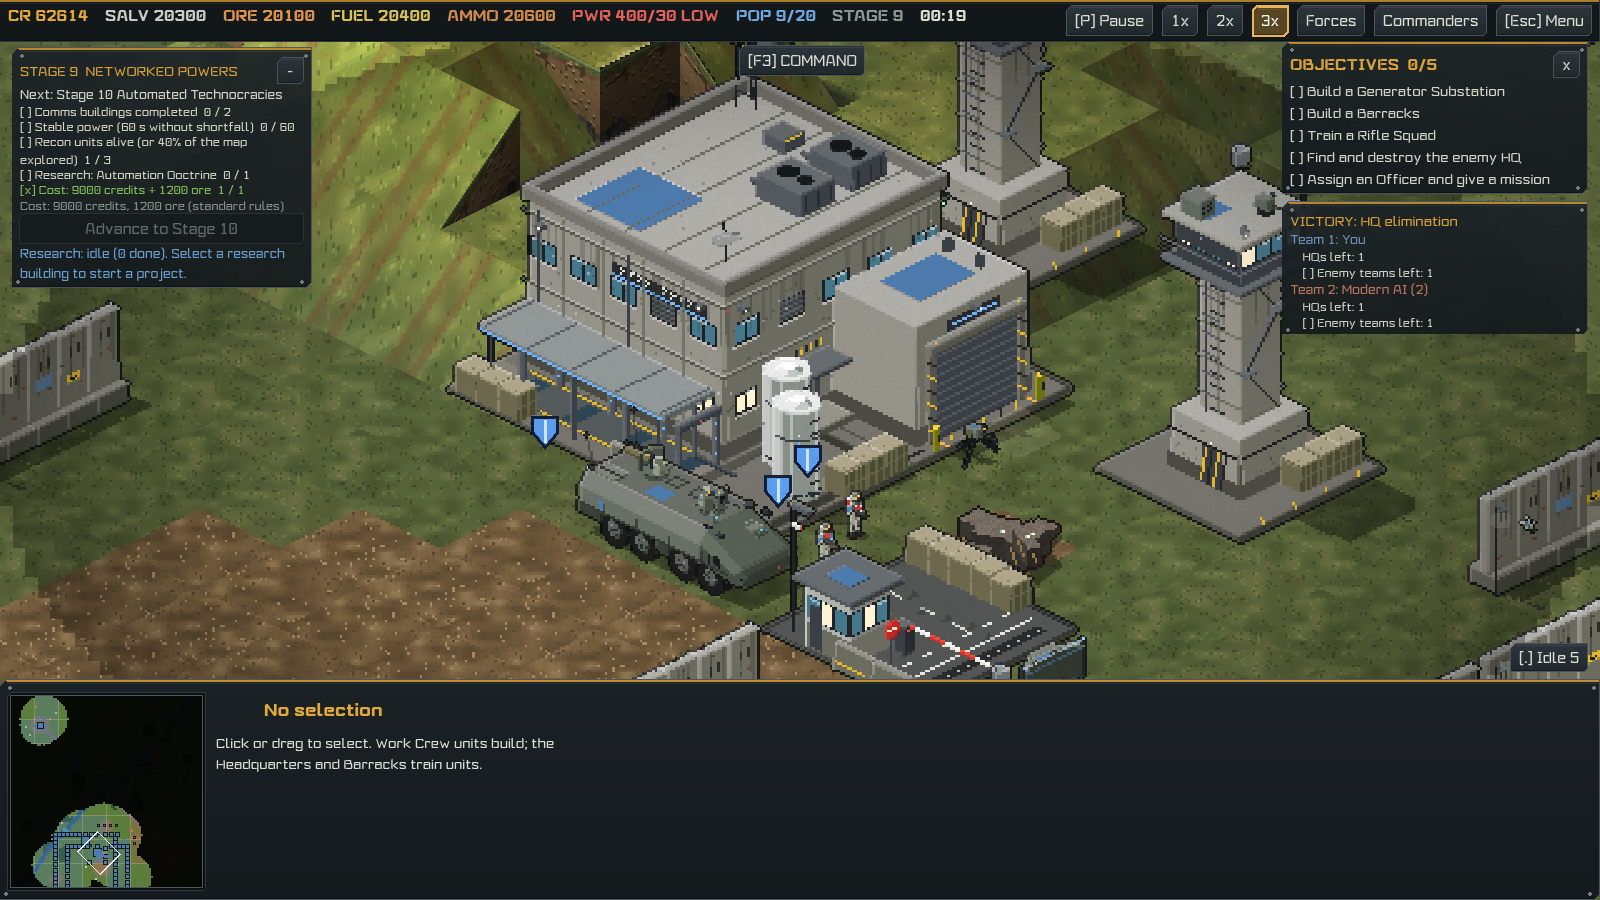 CR 62614 SALV 20300 ORE 20100 FUEL 20400 AMMO 20600 PWR 400/30 LOW POP 9/20 STAGE 9 00:19
[P] Pause 1x 2x 3x Forces Commanders [Esc] Menu
[F3] COMMAND
STAGE 9 NETWORKED POWERS -
Next: Stage 10 Automated Technocracies
[ ] Comms buildings completed 0 / 2
[ ] Stable power (60 s without shortfall) 0 / 60
[ ] Recon units alive (or 40% of the map
explored) 1 / 3
[ ] Research: Automation Doctrine 0 / 1
[x] Cost: 9000 credits + 1200 ore 1 / 1
Cost: 9000 credits, 1200 ore (standard rules)
Advance to Stage 10
Research: idle (0 done). Select a research
building to start a project.
OBJECTIVES 0/5 x
[ ] Build a Generator Substation
[ ] Build a Barracks
[ ] Train a Rifle Squad
[ ] Find and destroy the enemy HQ
[ ] Assign an Officer and give a mission
VICTORY: HQ elimination
Team 1: You
HQs left: 1
[ ] Enemy teams left: 1
Team 2: Modern AI (2)
HQs left: 1
[ ] Enemy teams left: 1
[.] Idle 5
No selection
Click or drag to select. Work Crew units build; the
Headquarters and Barracks train units.